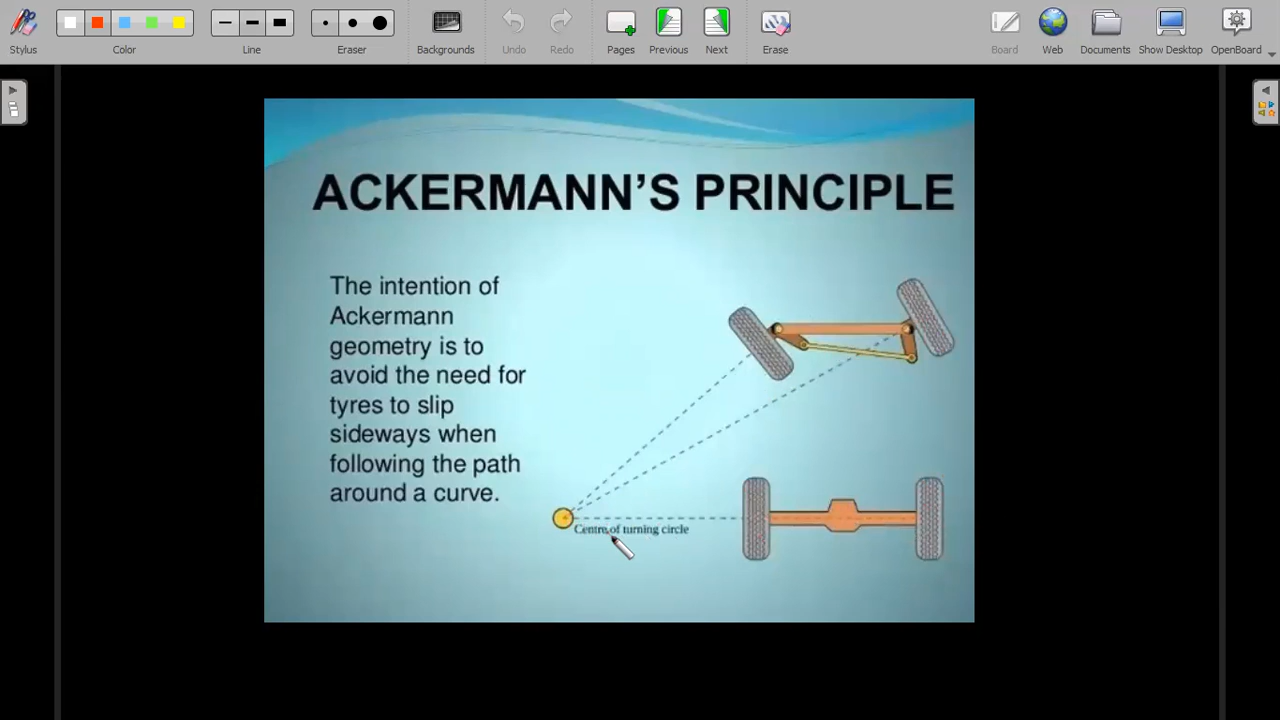 Stylus
Color
Line
Eraser
Backgrounds
Undo
Redo
Pages
Previous
Next
Erase
Board
Web
Documents
Show Desktop
OpenBoard
ACKERMANN’S PRINCIPLE
The intention of
Ackermann
geometry is to
avoid the need for
tyres to slip
sideways when
following the path
around a curve.
Centre of turning circle